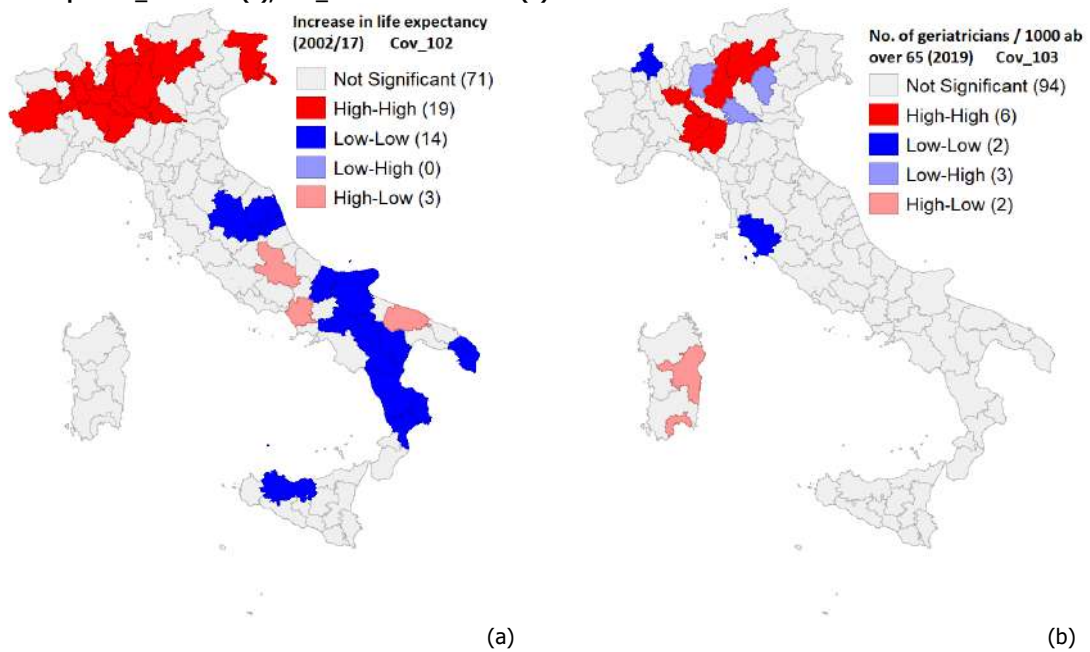 Increase in life expectancy
(2002/17) Cov_102
Not Significant (71)
High-High (19)
Low-Low (14)
Low-High (0)
High-Low (3)
(a)
No. of geriatricians / 1000 ab
over 65 (2019) Cov_103
Not Significant (94)
High-High (6)
Low-Low (2)
Low-High (3)
High-Low (2)
(b)